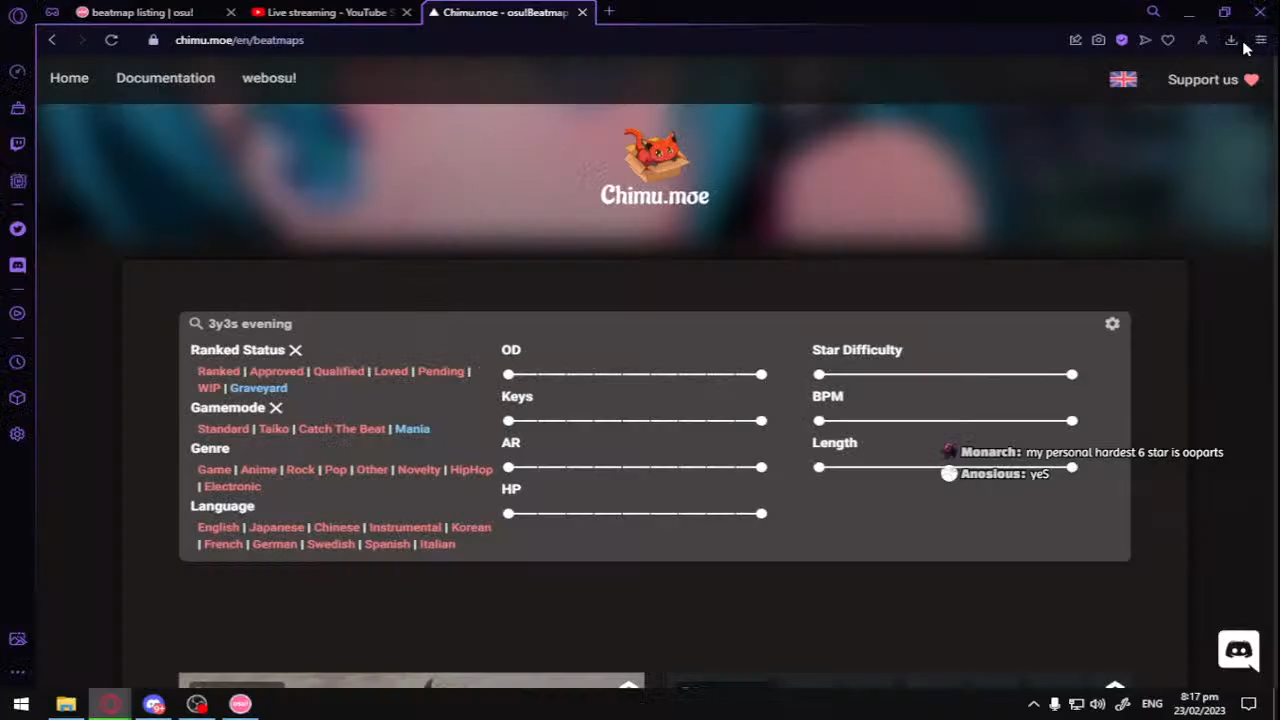 beatmap listing | osu!
Live streaming - YouTube S
Chimu.moe - osu!Beatmap
chimu.moe/en/beatmaps
Home
Documentation
webosu!
Support us
Chimu.moe
3y3s evening
Ranked Status
Ranked | Approved | Qualified | Loved | Pending |
WIP | Graveyard
Gamemode
Standard | Taiko | Catch The Beat | Mania
Genre
Game | Anime | Rock | Pop | Other | Novelty | HipHop
| Electronic
Language
English | Japanese | Chinese | Instrumental | Korean
| French | German | Swedish | Spanish | Italian
OD
Keys
AR
HP
Star Difficulty
BPM
Length
Monarch: my personal hardest 6 star is ooparts
Anosious: yeS
osu!
ENG
8:17 pm
23/02/2023